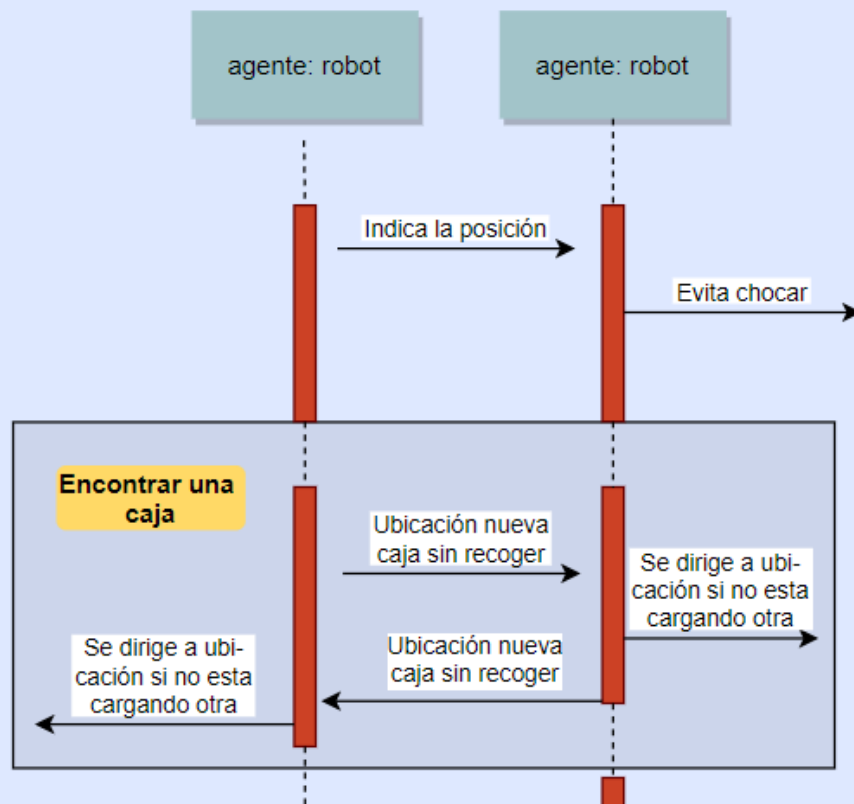 agente: robot
agente: robot
Indica la posición
Evita chocar
Encontrar una
caja
Ubicación nueva
caja sin recoger
Se dirige a ubi-
cación si no esta
cargando otra
Ubicación nueva
caja sin recoger
Se dirige a ubi-
cación si no esta
cargando otra